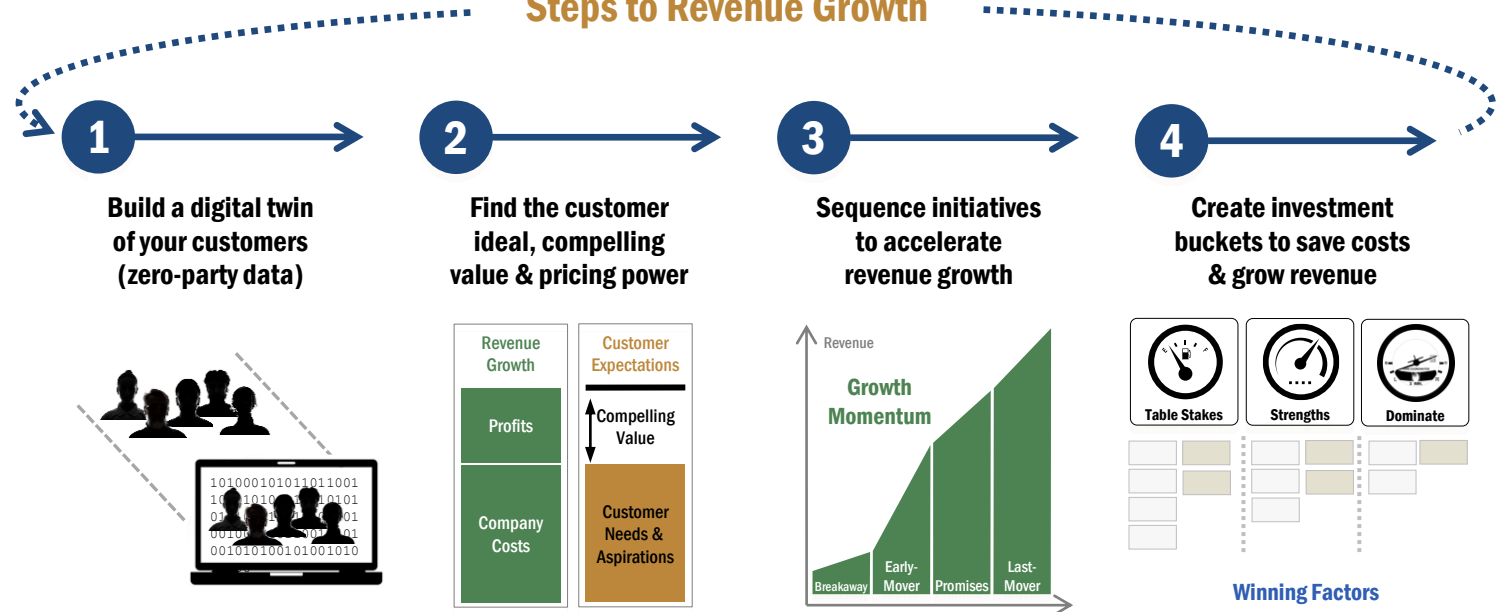 Steps to Revenue Growth
1
2
3
4
Build a digital twin
of your customers
(zero-party data)
Find the customer
ideal, compelling
value & pricing power
Sequence initiatives
to accelerate
revenue growth
Create investment
buckets to save costs
& grow revenue
101000101011011001
001010100101001010
Revenue
Growth
Profits
Company
Costs
Customer
Expectations
Compelling
Value
Customer
Needs &
Aspirations
Revenue
Growth
Momentum
Breakaway
Early-
Mover
Promises
Last-
Mover
E
F
Table Stakes
Strengths
Dominate
Winning Factors